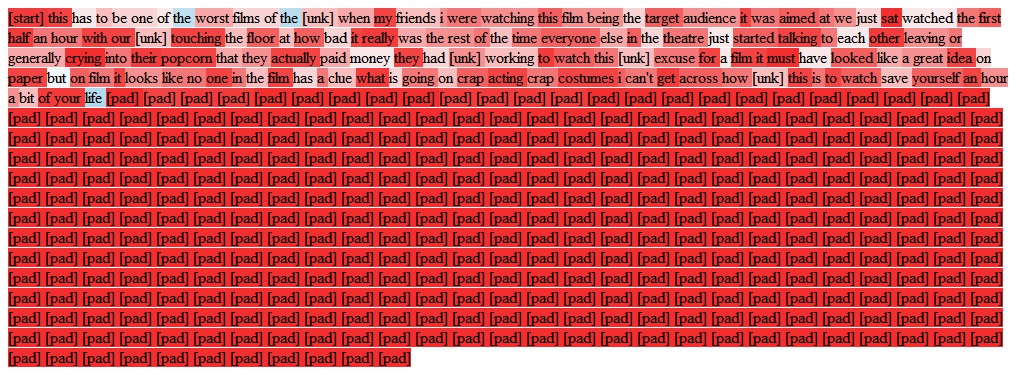 [start] this has to be one of the worst films of the [unk] when my friends i were watching this film being the target audience it was aimed at we just sat watched the first
half an hour with our [unk] touching the floor at how bad it really was the rest of the time everyone else in the theatre just started talking to each other leaving or
generally crying into their popcorn that they actually paid money they had [unk] working to watch this [unk] excuse for a film it must have looked like a great idea on
paper but on film it looks like no one in the film has a clue what is going on crap acting crap costumes i can't get across how [unk] this is to watch save yourself an hour
a bit of your life [pad] [pad] [pad] [pad] [pad] [pad] [pad] [pad] [pad] [pad] [pad] [pad] [pad] [pad] [pad] [pad] [pad] [pad] [pad] [pad] [pad] [pad] [pad] [pad]
[pad] [pad] [pad] [pad] [pad] [pad] [pad] [pad] [pad] [pad] [pad] [pad] [pad] [pad] [pad] [pad] [pad] [pad] [pad] [pad] [pad] [pad] [pad] [pad] [pad] [pad] [pad]
[pad] [pad] [pad] [pad] [pad] [pad] [pad] [pad] [pad] [pad] [pad] [pad] [pad] [pad] [pad] [pad] [pad] [pad] [pad] [pad] [pad] [pad] [pad] [pad] [pad] [pad] [pad]
[pad] [pad] [pad] [pad] [pad] [pad] [pad] [pad] [pad] [pad] [pad] [pad] [pad] [pad] [pad] [pad] [pad] [pad] [pad] [pad] [pad] [pad] [pad] [pad] [pad] [pad] [pad]
[pad] [pad] [pad] [pad] [pad] [pad] [pad] [pad] [pad] [pad] [pad] [pad] [pad] [pad] [pad] [pad] [pad] [pad] [pad] [pad] [pad] [pad] [pad] [pad] [pad] [pad] [pad]
[pad] [pad] [pad] [pad] [pad] [pad] [pad] [pad] [pad] [pad] [pad] [pad] [pad] [pad] [pad] [pad] [pad] [pad] [pad] [pad] [pad] [pad] [pad] [pad] [pad] [pad] [pad]
[pad] [pad] [pad] [pad] [pad] [pad] [pad] [pad] [pad] [pad] [pad] [pad] [pad] [pad] [pad] [pad] [pad] [pad] [pad] [pad] [pad] [pad] [pad] [pad] [pad] [pad] [pad]
[pad] [pad] [pad] [pad] [pad] [pad] [pad] [pad] [pad] [pad] [pad] [pad] [pad] [pad] [pad] [pad] [pad] [pad] [pad] [pad] [pad] [pad] [pad] [pad] [pad] [pad] [pad]
[pad] [pad] [pad] [pad] [pad] [pad] [pad] [pad] [pad] [pad] [pad] [pad] [pad] [pad] [pad] [pad] [pad] [pad] [pad] [pad] [pad] [pad] [pad] [pad] [pad] [pad] [pad]
[pad] [pad] [pad] [pad] [pad] [pad] [pad] [pad] [pad] [pad] [pad] [pad] [pad] [pad] [pad] [pad] [pad] [pad] [pad] [pad] [pad] [pad] [pad] [pad] [pad] [pad] [pad]
[pad] [pad] [pad] [pad] [pad] [pad] [pad] [pad] [pad] [pad] [pad] [pad] [pad] [pad] [pad] [pad] [pad] [pad] [pad] [pad] [pad] [pad] [pad] [pad] [pad] [pad] [pad]
[pad] [pad] [pad] [pad] [pad] [pad] [pad] [pad] [pad] [pad] [pad] [pad] [pad] [pad] [pad] [pad] [pad] [pad] [pad] [pad] [pad] [pad] [pad] [pad] [pad] [pad] [pad]
[pad] [pad] [pad] [pad] [pad] [pad] [pad] [pad] [pad] [pad] [pad] [pad] [pad] [pad] [pad] [pad] [pad] [pad] [pad] [pad] [pad] [pad] [pad] [pad] [pad] [pad] [pad]
[pad] [pad] [pad] [pad] [pad] [pad] [pad] [pad] [pad] [pad] [pad]